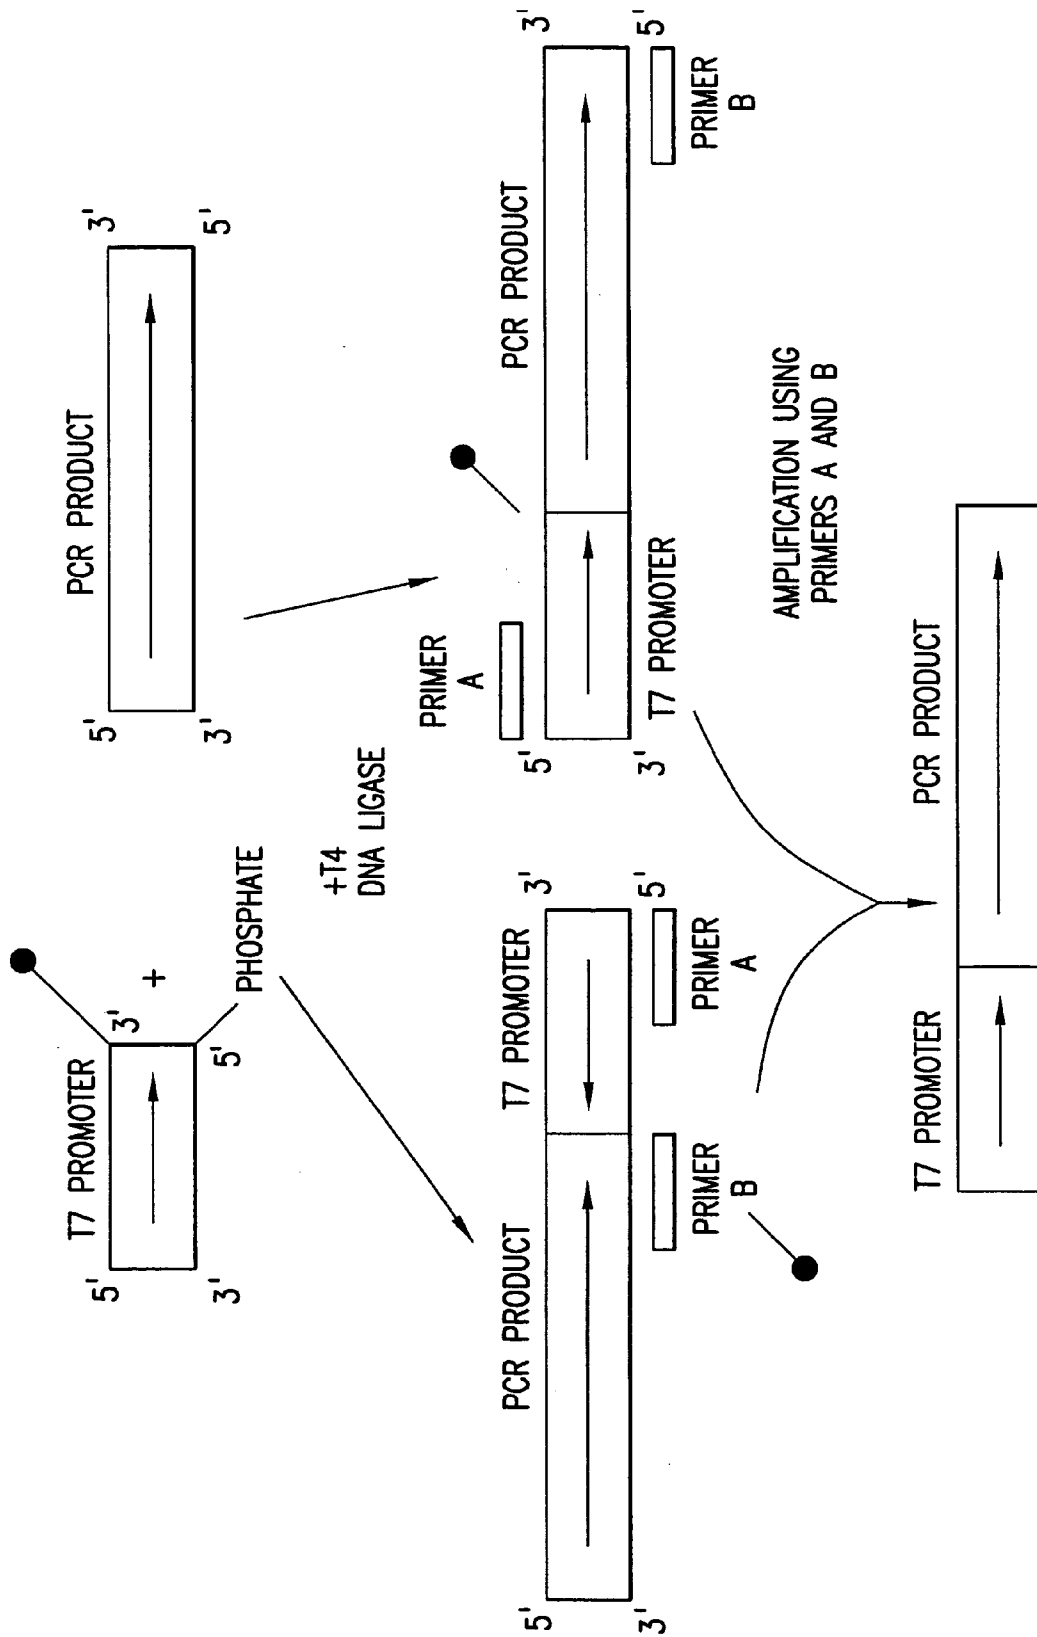 T7 PROMOTER
5'
3'
3'
5'
+
PHOSPHATE
PCR PRODUCT
5'
3'
3'
5'
+T4
DNA LIGASE
PCR PRODUCT
T7 PROMOTER
5'
3'
3'
5'
PRIMER
B
PRIMER
A
PRIMER
A
PCR PRODUCT
5'
3'
3'
5'
T7 PROMOTER
PRIMER
B
AMPLIFICATION USING
PRIMERS A AND B
T7 PROMOTER
PCR PRODUCT